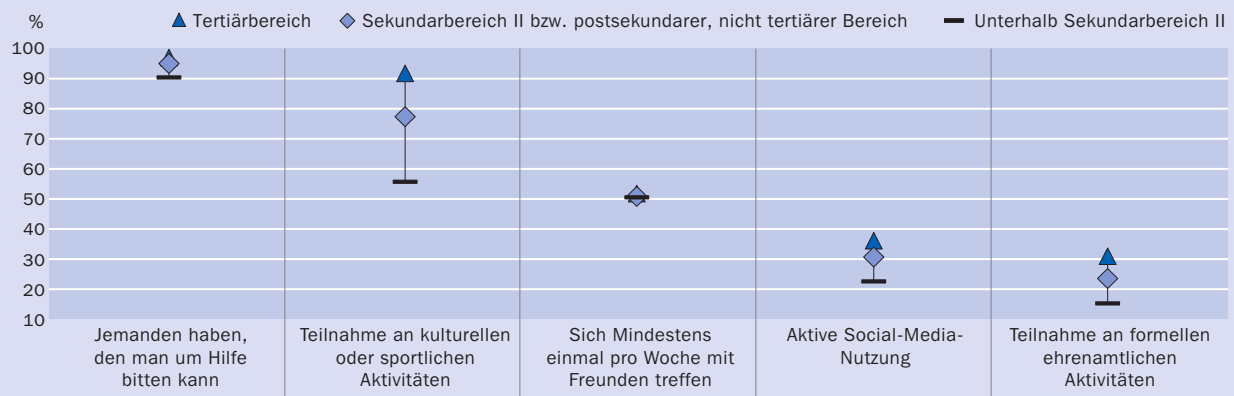 % Tertiärbereich Sekundarbereich II bzw. postsekundarer, nicht tertiärer Bereich Unterhalb Sekundarbereich II
100
90
80
70
60
50
40
30
20
10
Jemanden haben,
den man um Hilfe
bitten kann
Teilnahme an kulturellen
oder sportlichen
Aktivitäten
Sich Mindestens
einmal pro Woche mit
Freunden treffen
Aktive Social-Media-
Nutzung
Teilnahme an formellen
ehrenamtlichen
Aktivitäten